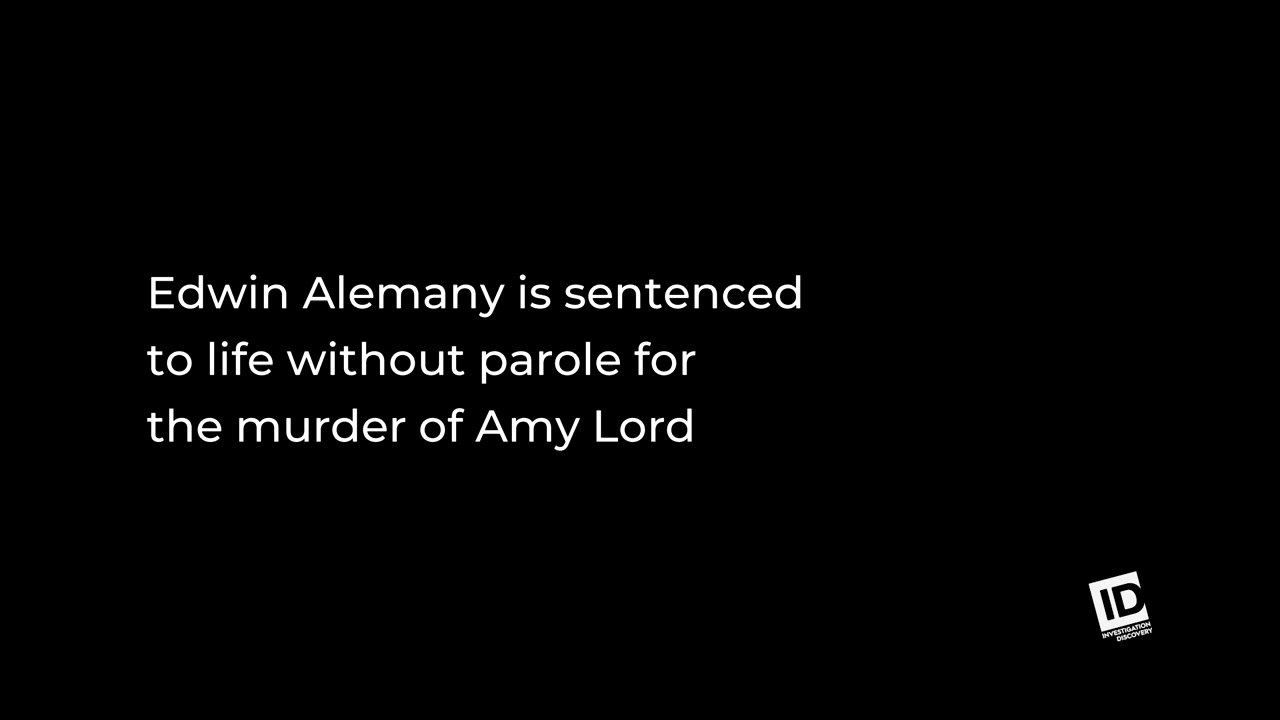 Edwin Alemany is sentenced
to life without parole for
the murder of Amy Lord
ID
INVESTIGATION
DISCOVERY